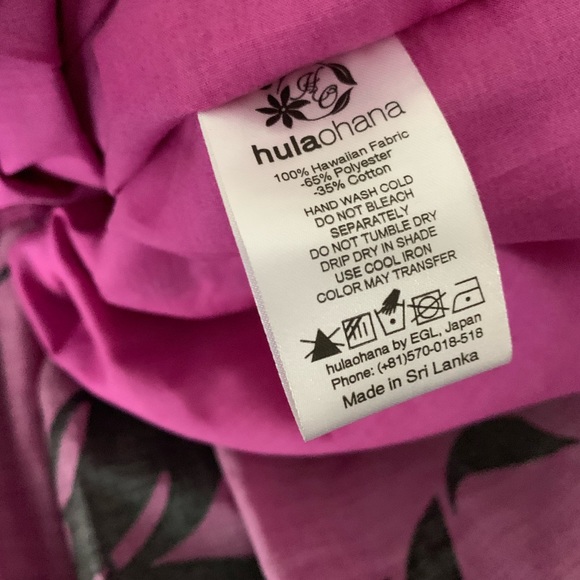 HO
hulaohana
100% Hawaiian Fabric
-65% Polyester
-35% Cotton
HAND WASH COLD
DO NOT BLEACH
SEPARATELY
DO NOT TUMBLE DRY
DRIP DRY IN SHADE
USE COOL IRON
COLOR MAY TRANSFER
hulaohana by EGL, Japan
Phone: (+81)570-018-518
Made in Sri Lanka